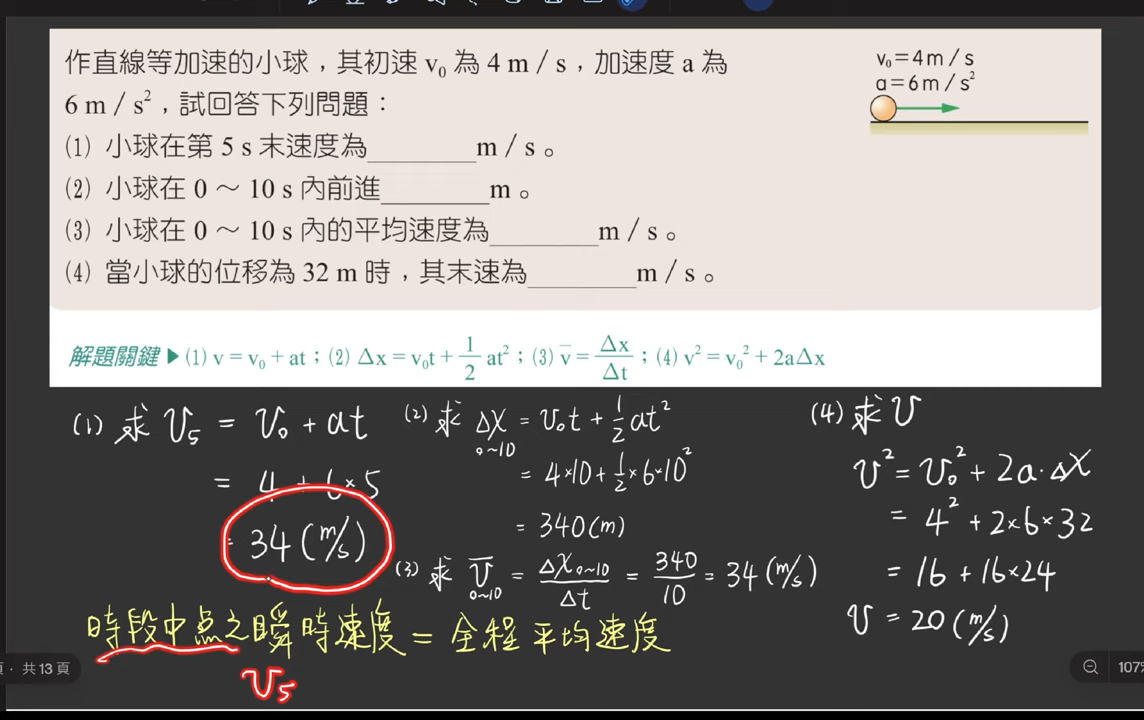 作直線等加速的小球，其初速 v₀ 為 4 m / s，加速度 a 為
6 m / s²，試回答下列問題：
(1) 小球在第 5 s 末速度為________m / s。
(2) 小球在 0 ～ 10 s 內前進________m。
(3) 小球在 0 ～ 10 s 內的平均速度為________m / s。
(4) 當小球的位移為 32 m 時，其末速為________m / s。
v₀=4m / s
a=6m / s²
解題關鍵▶(1) v = v₀ + at；(2) Δx = v₀t + 1/2 at²；(3) v̄ = Δx/Δt；(4) v² = v₀² + 2aΔx
(1) 求 v₅ = v₀ + at
= 4 + 6×5
= 34 (m/s)
(2) 求 Δx 0~10 = v₀t + 1/2 at²
= 4×10 + 1/2 × 6×10²
= 340 (m)
(3) 求 v̄ 0~10 = Δx 0~10/Δt = 340/10 = 34 (m/s)
(4) 求 v
v² = v₀² + 2a·Δx
= 4² + 2×6×32
= 16 + 16×24
v = 20 (m/s)
時段中点之瞬時速度 = 全程平均速度
v₅
頁 · 共 13 頁
107%